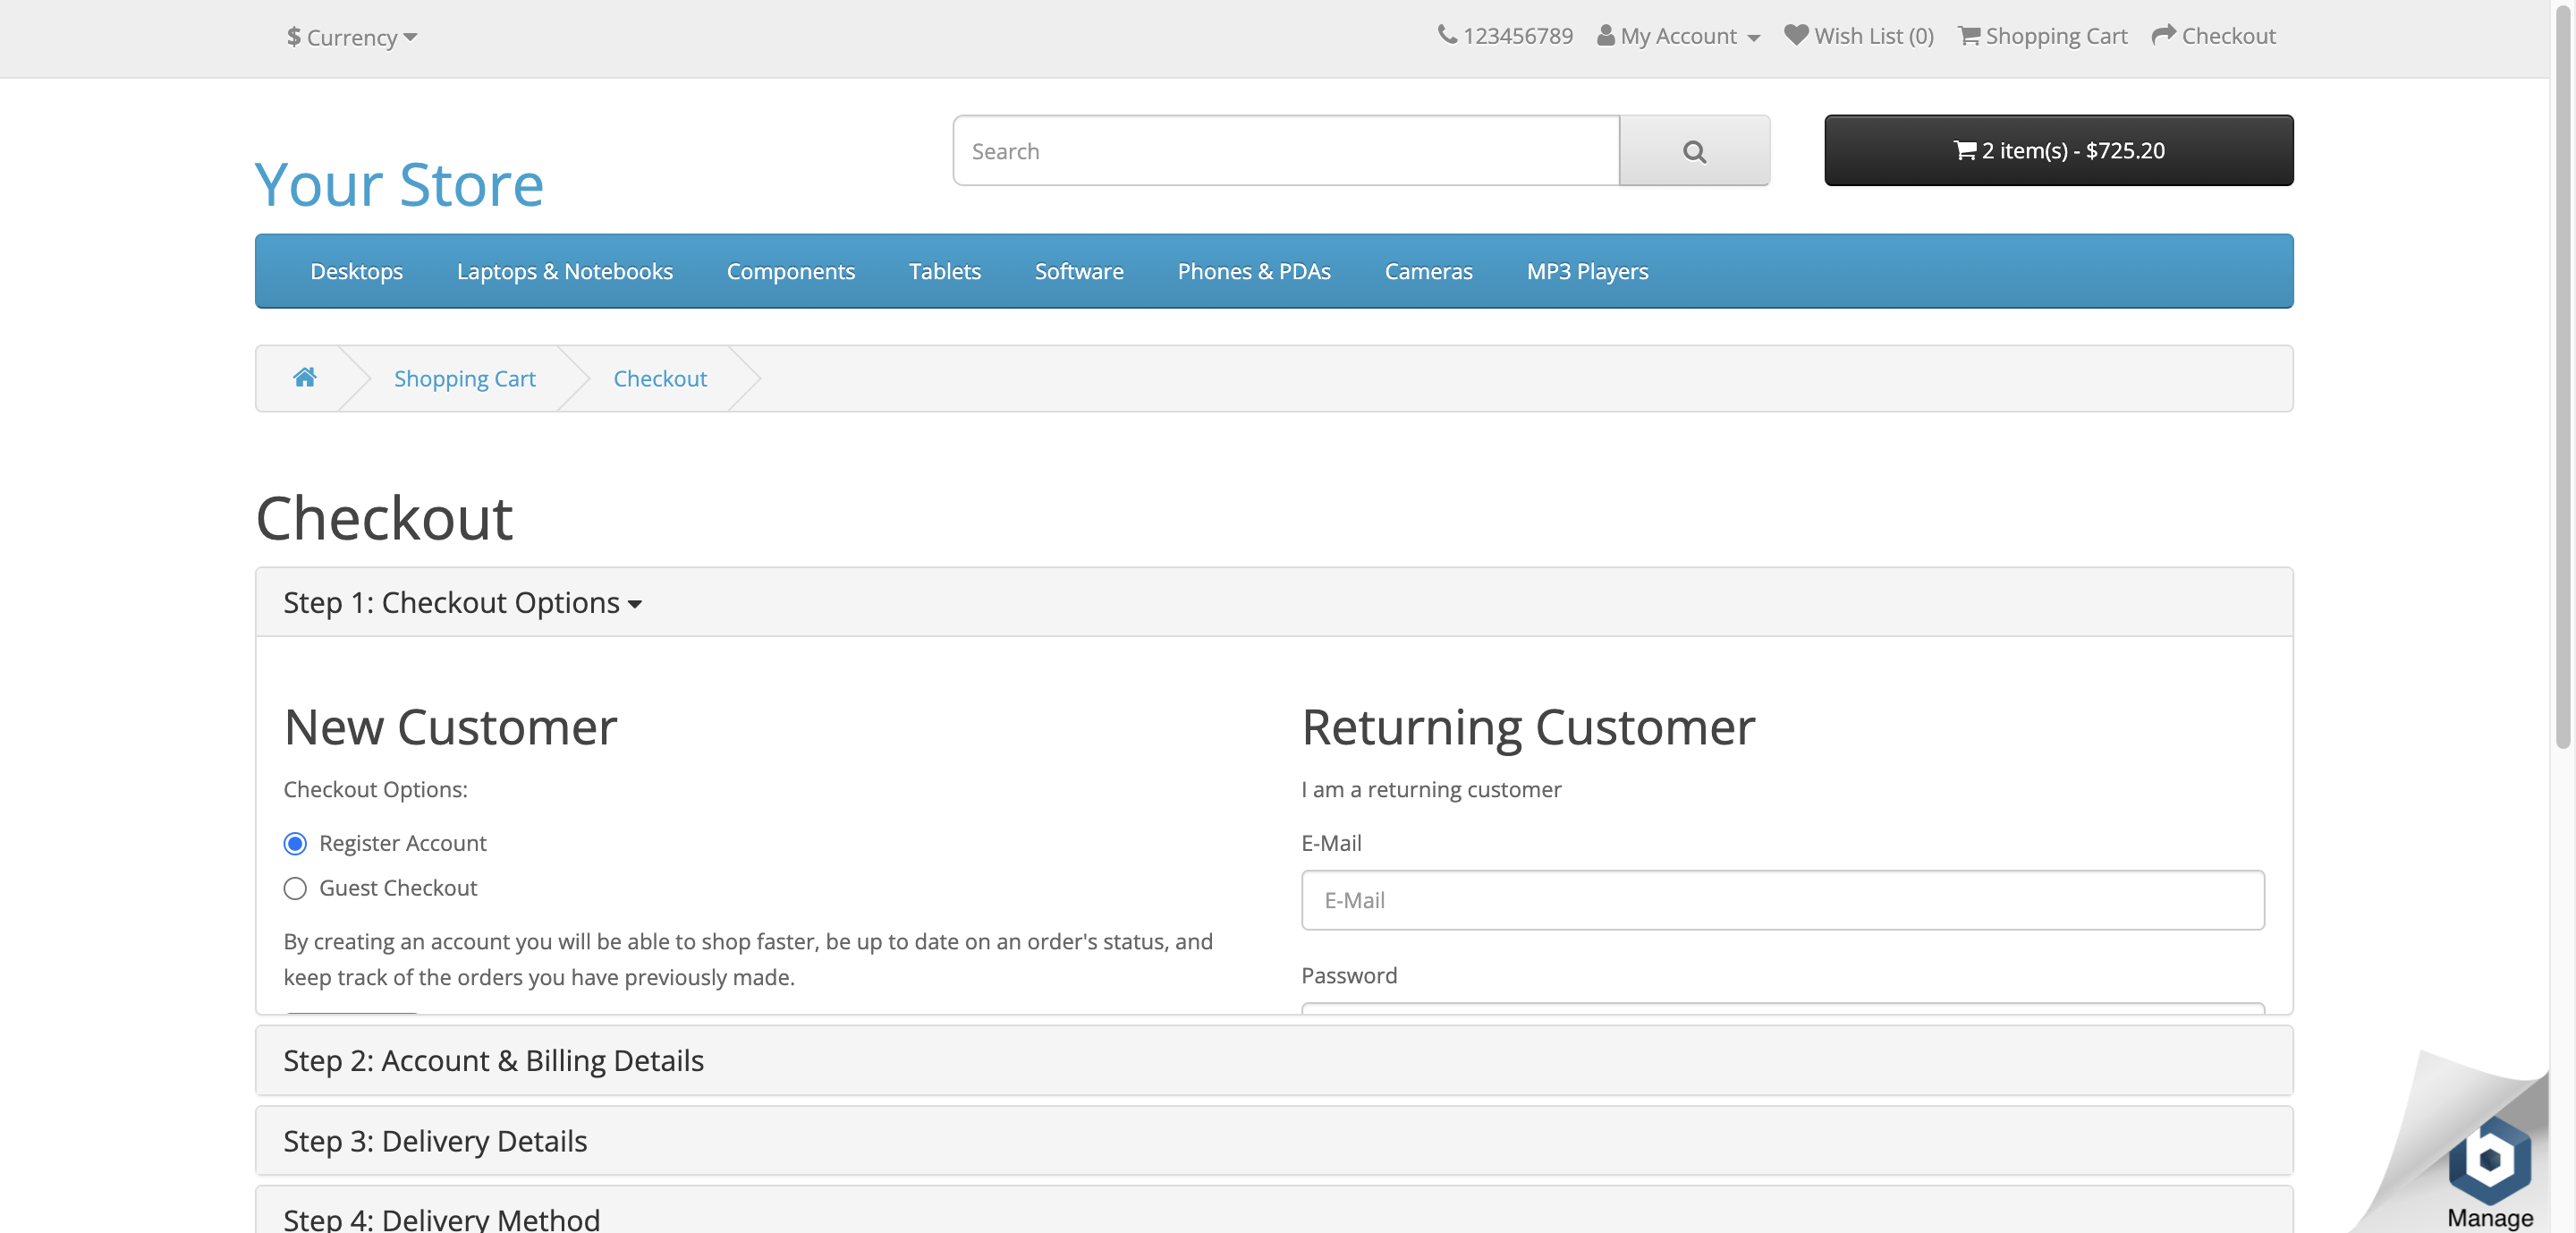 $ Currency
123456789 My Account Wish List (0) Shopping Cart Checkout
Your Store
Search
2 item(s) - $725.20
Desktops Laptops & Notebooks Components Tablets Software Phones & PDAs Cameras MP3 Players
Shopping Cart Checkout
Checkout
Step 1: Checkout Options
New Customer
Checkout Options:
Register Account
Guest Checkout
By creating an account you will be able to shop faster, be up to date on an order's status, and
keep track of the orders you have previously made.
Returning Customer
I am a returning customer
E-Mail
E-Mail
Password
Step 2: Account & Billing Details
Step 3: Delivery Details
Step 4: Delivery Method
Manage